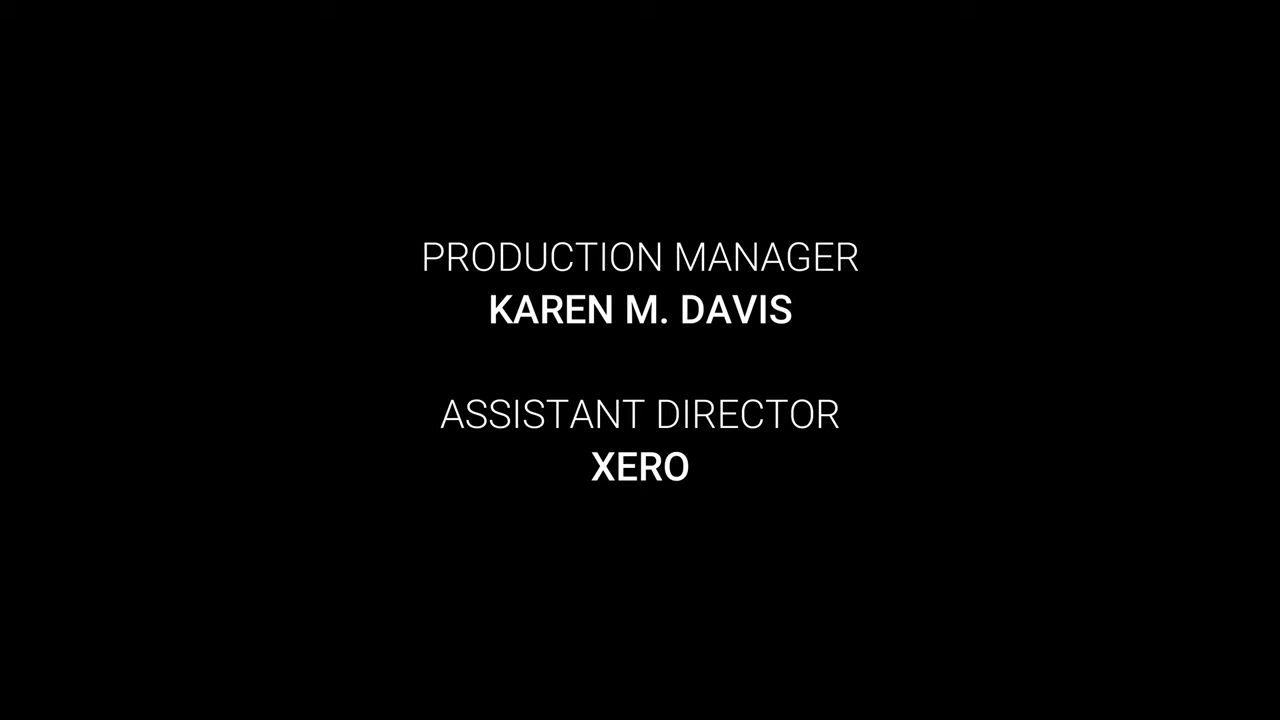 PRODUCTION MANAGER
KAREN M. DAVIS
ASSISTANT DIRECTOR
XERO